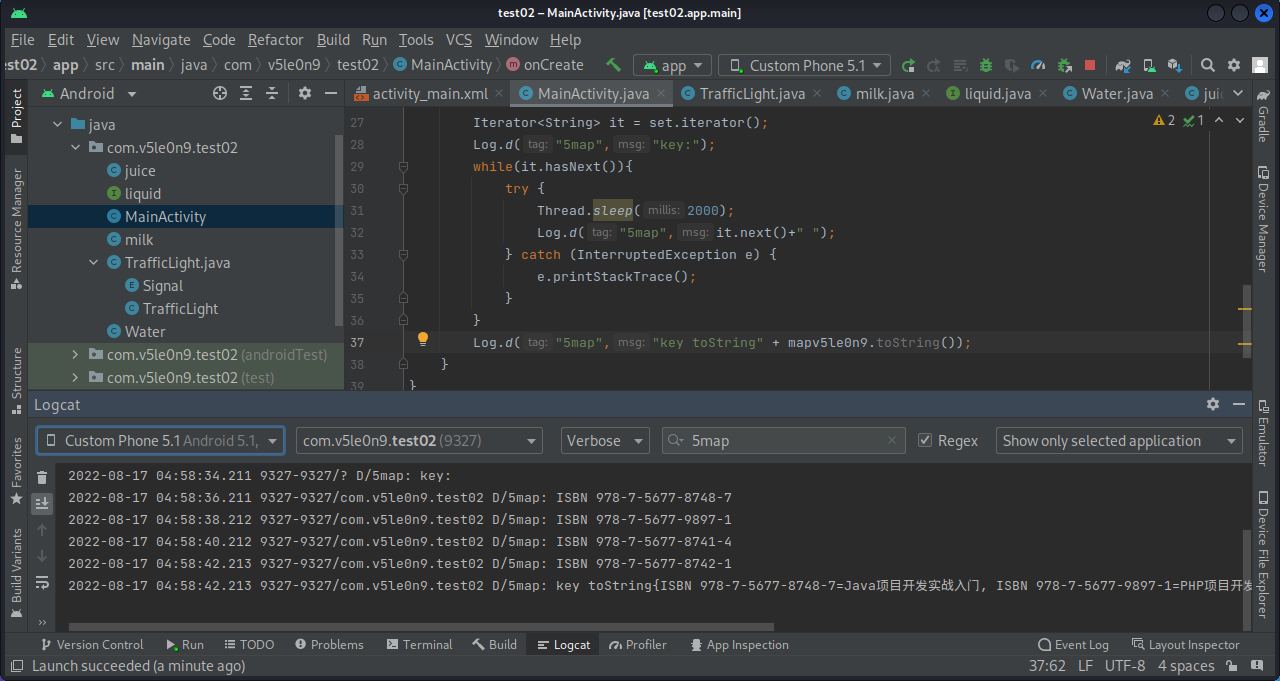 test02 – MainActivity.java [test02.app.main]
File Edit View Navigate Code Refactor Build Run Tools VCS Window Help
st02 app src main java com v5le0n9 test02 MainActivity onCreate app Custom Phone 5.1
Project
Android
activity_main.xml MainActivity.java TrafficLight.java milk.java liquid.java Water.java jui
java
com.v5le0n9.test02
juice
liquid
MainActivity
milk
TrafficLight.java
Signal
TrafficLight
Water
com.v5le0n9.test02 (androidTest)
com.v5le0n9.test02 (test)
27 Iterator<String> it = set.iterator();
28 Log.d( tag: "5map", msg: "key:");
29 while(it.hasNext()){
30 try {
31 Thread.sleep( millis: 2000);
32 Log.d( tag: "5map", msg: it.next()+" ");
33 } catch (InterruptedException e) {
34 e.printStackTrace();
35 }
36 }
37 Log.d( tag: "5map", msg: "key toString" + mapv5le0n9.toString());
38 }
39 }
2 1
Resource Manager
Structure
Favorites
Build Variants
Gradle
Device Manager
Emulator
Device File Explorer
Logcat
Custom Phone 5.1 Android 5.1, com.v5le0n9.test02 (9327) Verbose 5map Regex Show only selected application
2022-08-17 04:58:34.211 9327-9327/? D/5map: key:
2022-08-17 04:58:36.211 9327-9327/com.v5le0n9.test02 D/5map: ISBN 978-7-5677-8748-7
2022-08-17 04:58:38.212 9327-9327/com.v5le0n9.test02 D/5map: ISBN 978-7-5677-9897-1
2022-08-17 04:58:40.212 9327-9327/com.v5le0n9.test02 D/5map: ISBN 978-7-5677-8741-4
2022-08-17 04:58:42.213 9327-9327/com.v5le0n9.test02 D/5map: ISBN 978-7-5677-8742-1
2022-08-17 04:58:42.213 9327-9327/com.v5le0n9.test02 D/5map: key toString{ISBN 978-7-5677-8748-7=Java项目开发实战入门, ISBN 978-7-5677-9897-1=PHP项目开发
Version Control Run TODO Problems Terminal Build Logcat Profiler App Inspection Event Log Layout Inspector
Launch succeeded (a minute ago) 37:62 LF UTF-8 4 spaces